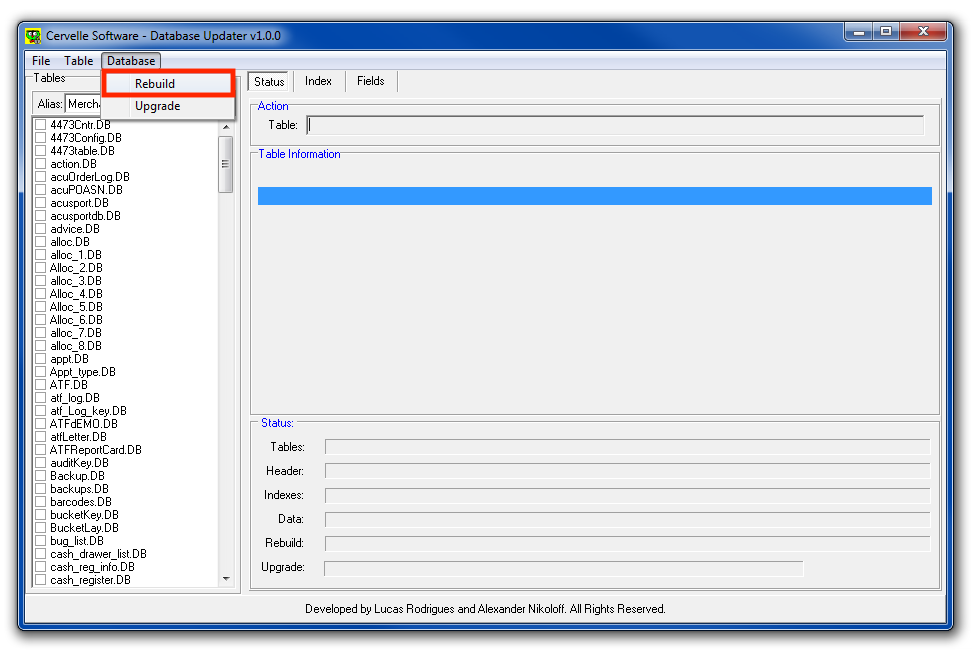 Cervelle Software - Database Updater v1.0.0
File Table Database
Rebuild
Upgrade
Tables
Alias: Merch
4473Cntr.DB
4473Config.DB
4473table.DB
action.DB
acuOrderLog.DB
acuPOASN.DB
acusport.DB
acusportdb.DB
advice.DB
alloc.DB
alloc_1.DB
Alloc_2.DB
alloc_3.DB
Alloc_4.DB
Alloc_5.DB
Alloc_6.DB
alloc_7.DB
alloc_8.DB
appt.DB
Appt_type.DB
ATF.DB
atf_log.DB
atf_Log_key.DB
ATFdEMO.DB
atfLetter.DB
ATFReportCard.DB
auditKey.DB
Backup.DB
backups.DB
barcodes.DB
bucketKey.DB
BucketLay.DB
bug_list.DB
cash_drawer_list.DB
cash_reg_info.DB
cash_register.DB
Status Index Fields
Action
Table:
Table Information
Status:
Tables:
Header:
Indexes:
Data:
Rebuild:
Upgrade:
Developed by Lucas Rodrigues and Alexander Nikoloff. All Rights Reserved.